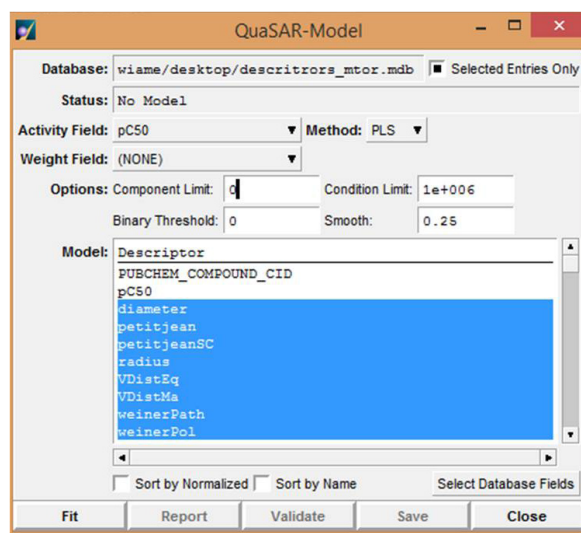 QuaSAR-Model
Database: wiame/desktop/descritrors_mtor.mdb Selected Entries Only
Status: No Model
Activity Field: pC50 Method: PLS
Weight Field: (NONE)
Options: Component Limit: 0 Condition Limit: 1e+006
Binary Threshold: 0 Smooth: 0.25
Model: Descriptor
PUBCHEM_COMPOUND_CID
pC50
diameter
petitjean
petitjeanSC
radius
VDistEq
VDistMa
weinerPath
weinerPol
Sort by Normalized Sort by Name Select Database Fields
Fit Report Validate Save Close